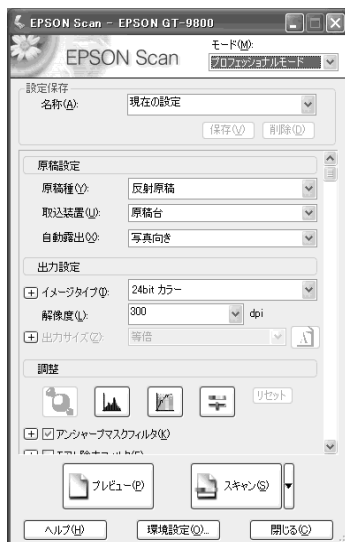 EPSON Scan - EPSON GT-9800
EPSON Scan
モード(M):
プロフェッショナルモード
設定保存
名称(A):
現在の設定
保存(V)
削除(D)
原稿設定
原稿種(Y):
反射原稿
取込装置(U):
原稿台
自動露出(X):
写真向き
出力設定
イメージタイプ(I):
24bit カラー
解像度(L):
300
dpi
出力サイズ(Z):
等倍
調整
リセット
アンシャープマスクフィルタ(K)
プレビュー(P)
スキャン(S)
ヘルプ(H)
環境設定(O)...
閉じる(C)